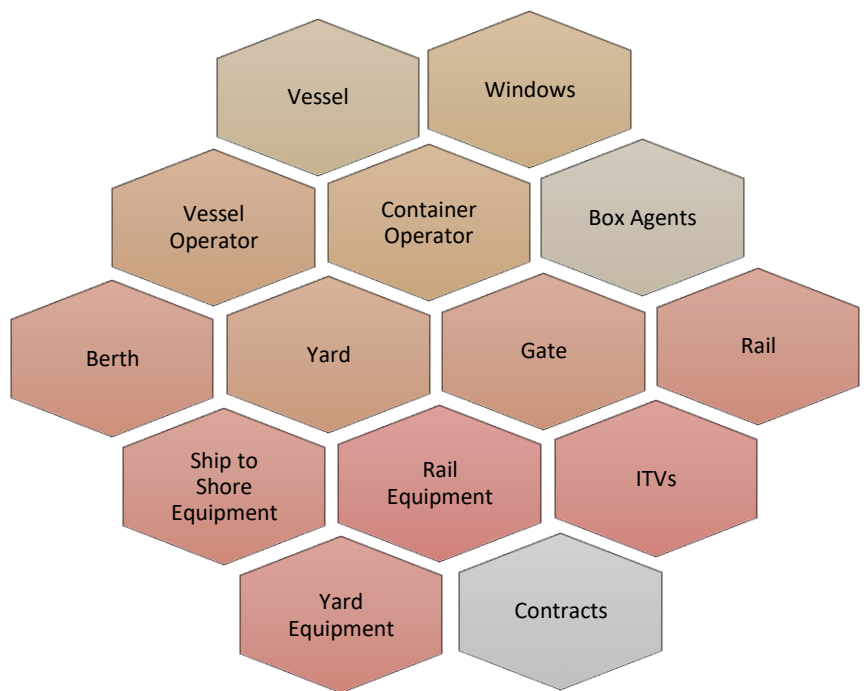 Vessel
Windows
Vessel
Operator
Container
Operator
Box Agents
Berth
Yard
Gate
Rail
Ship to
Shore
Equipment
Rail
Equipment
ITVs
Yard
Equipment
Contracts